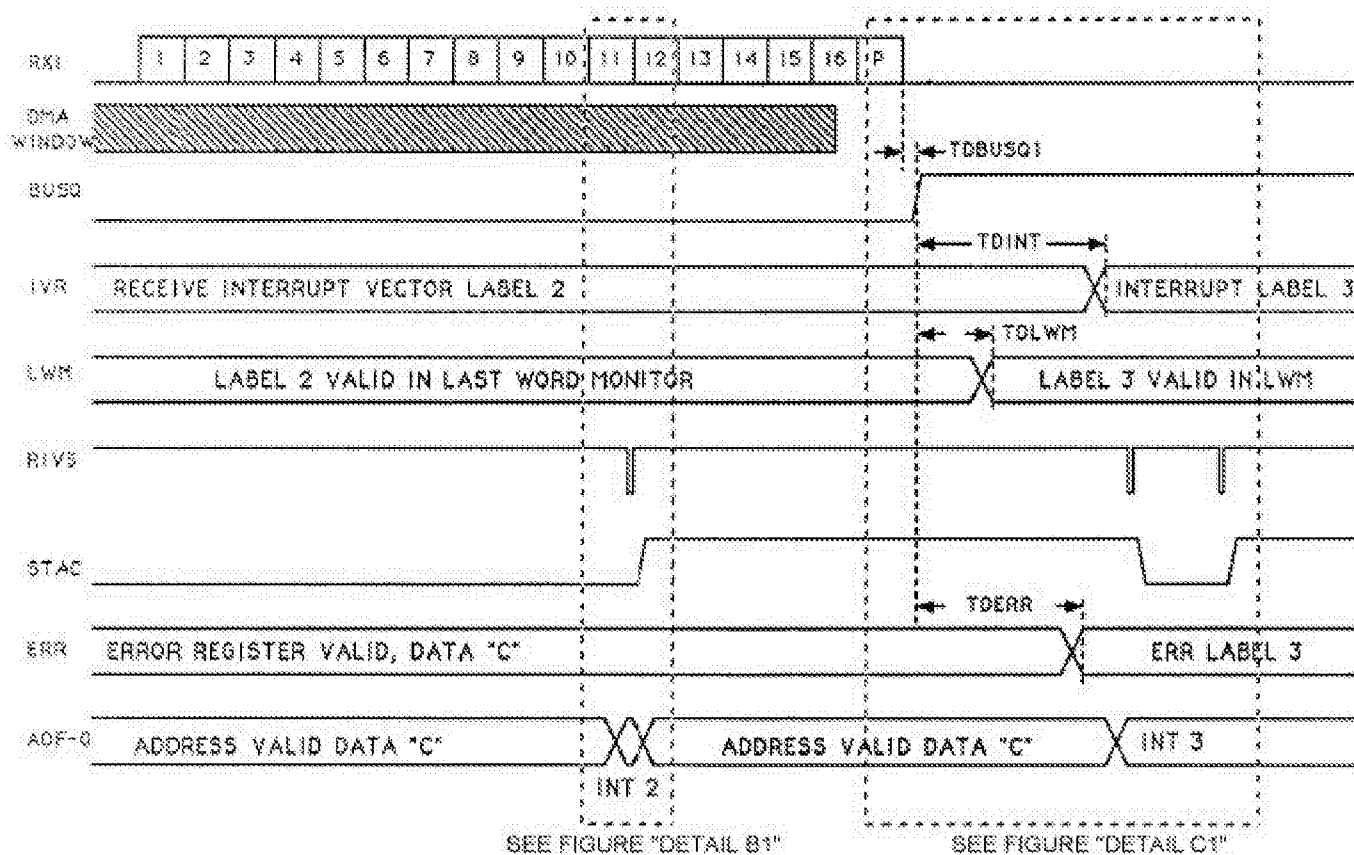 RXI 1 2 3 4 5 6 7 8 9 10 11 12 13 14 15 16 P
DMA
WINDOW
TDBUSQ1
BUSQ
TDINT
IVR RECEIVE INTERRUPT VECTOR LABEL 2 INTERRUPT LABEL 3
TDLWM
LWM LABEL 2 VALID IN LAST WORD MONITOR LABEL 3 VALID IN LWM
RIVS
STAC
TDERR
ERR ERROR REGISTER VALID, DATA "C" ERR LABEL 3
AOF-0 ADDRESS VALID DATA "C" ADDRESS VALID DATA "C" INT 3
INT 2
SEE FIGURE "DETAIL B1" SEE FIGURE "DETAIL C1"